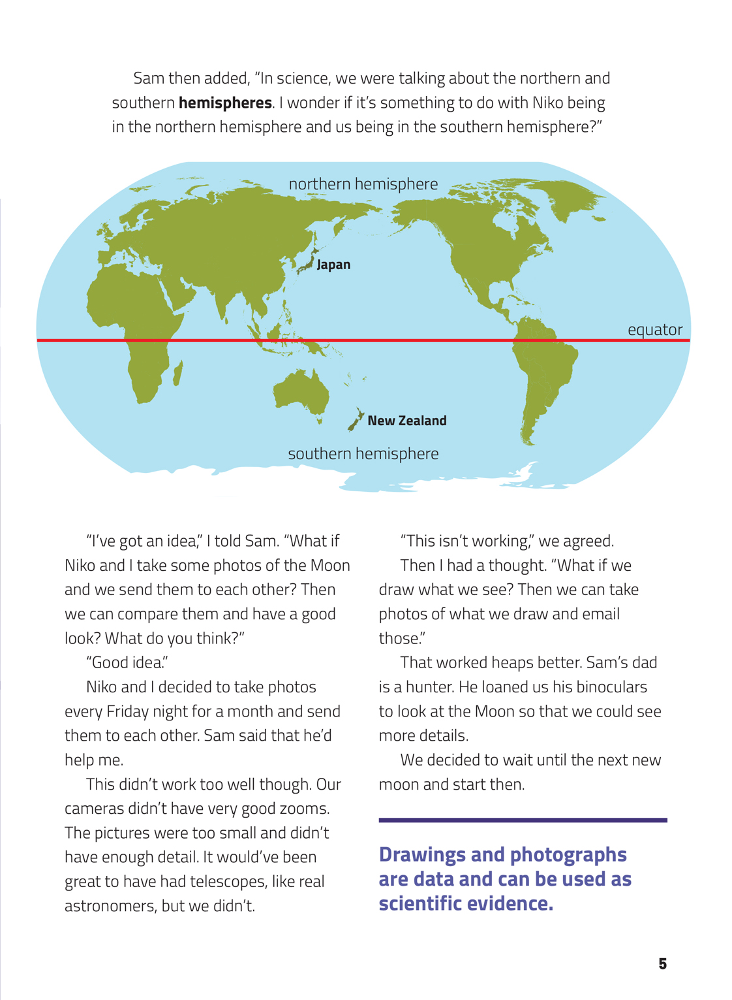 Sam then added, “In science, we were talking about the northern and
southern hemispheres. I wonder if it’s something to do with Niko being
in the northern hemisphere and us being in the southern hemisphere?”
northern hemisphere
Japan
equator
New Zealand
southern hemisphere
“I’ve got an idea,” I told Sam. “What if
Niko and I take some photos of the Moon
and we send them to each other? Then
we can compare them and have a good
look? What do you think?”
“Good idea.”
Niko and I decided to take photos
every Friday night for a month and send
them to each other. Sam said that he’d
help me.
This didn’t work too well though. Our
cameras didn’t have very good zooms.
The pictures were too small and didn’t
have enough detail. It would’ve been
great to have had telescopes, like real
astronomers, but we didn’t.
“This isn’t working,” we agreed.
Then I had a thought. “What if we
draw what we see? Then we can take
photos of what we draw and email
those.”
That worked heaps better. Sam’s dad
is a hunter. He loaned us his binoculars
to look at the Moon so that we could see
more details.
We decided to wait until the next new
moon and start then.
Drawings and photographs
are data and can be used as
scientific evidence.
5